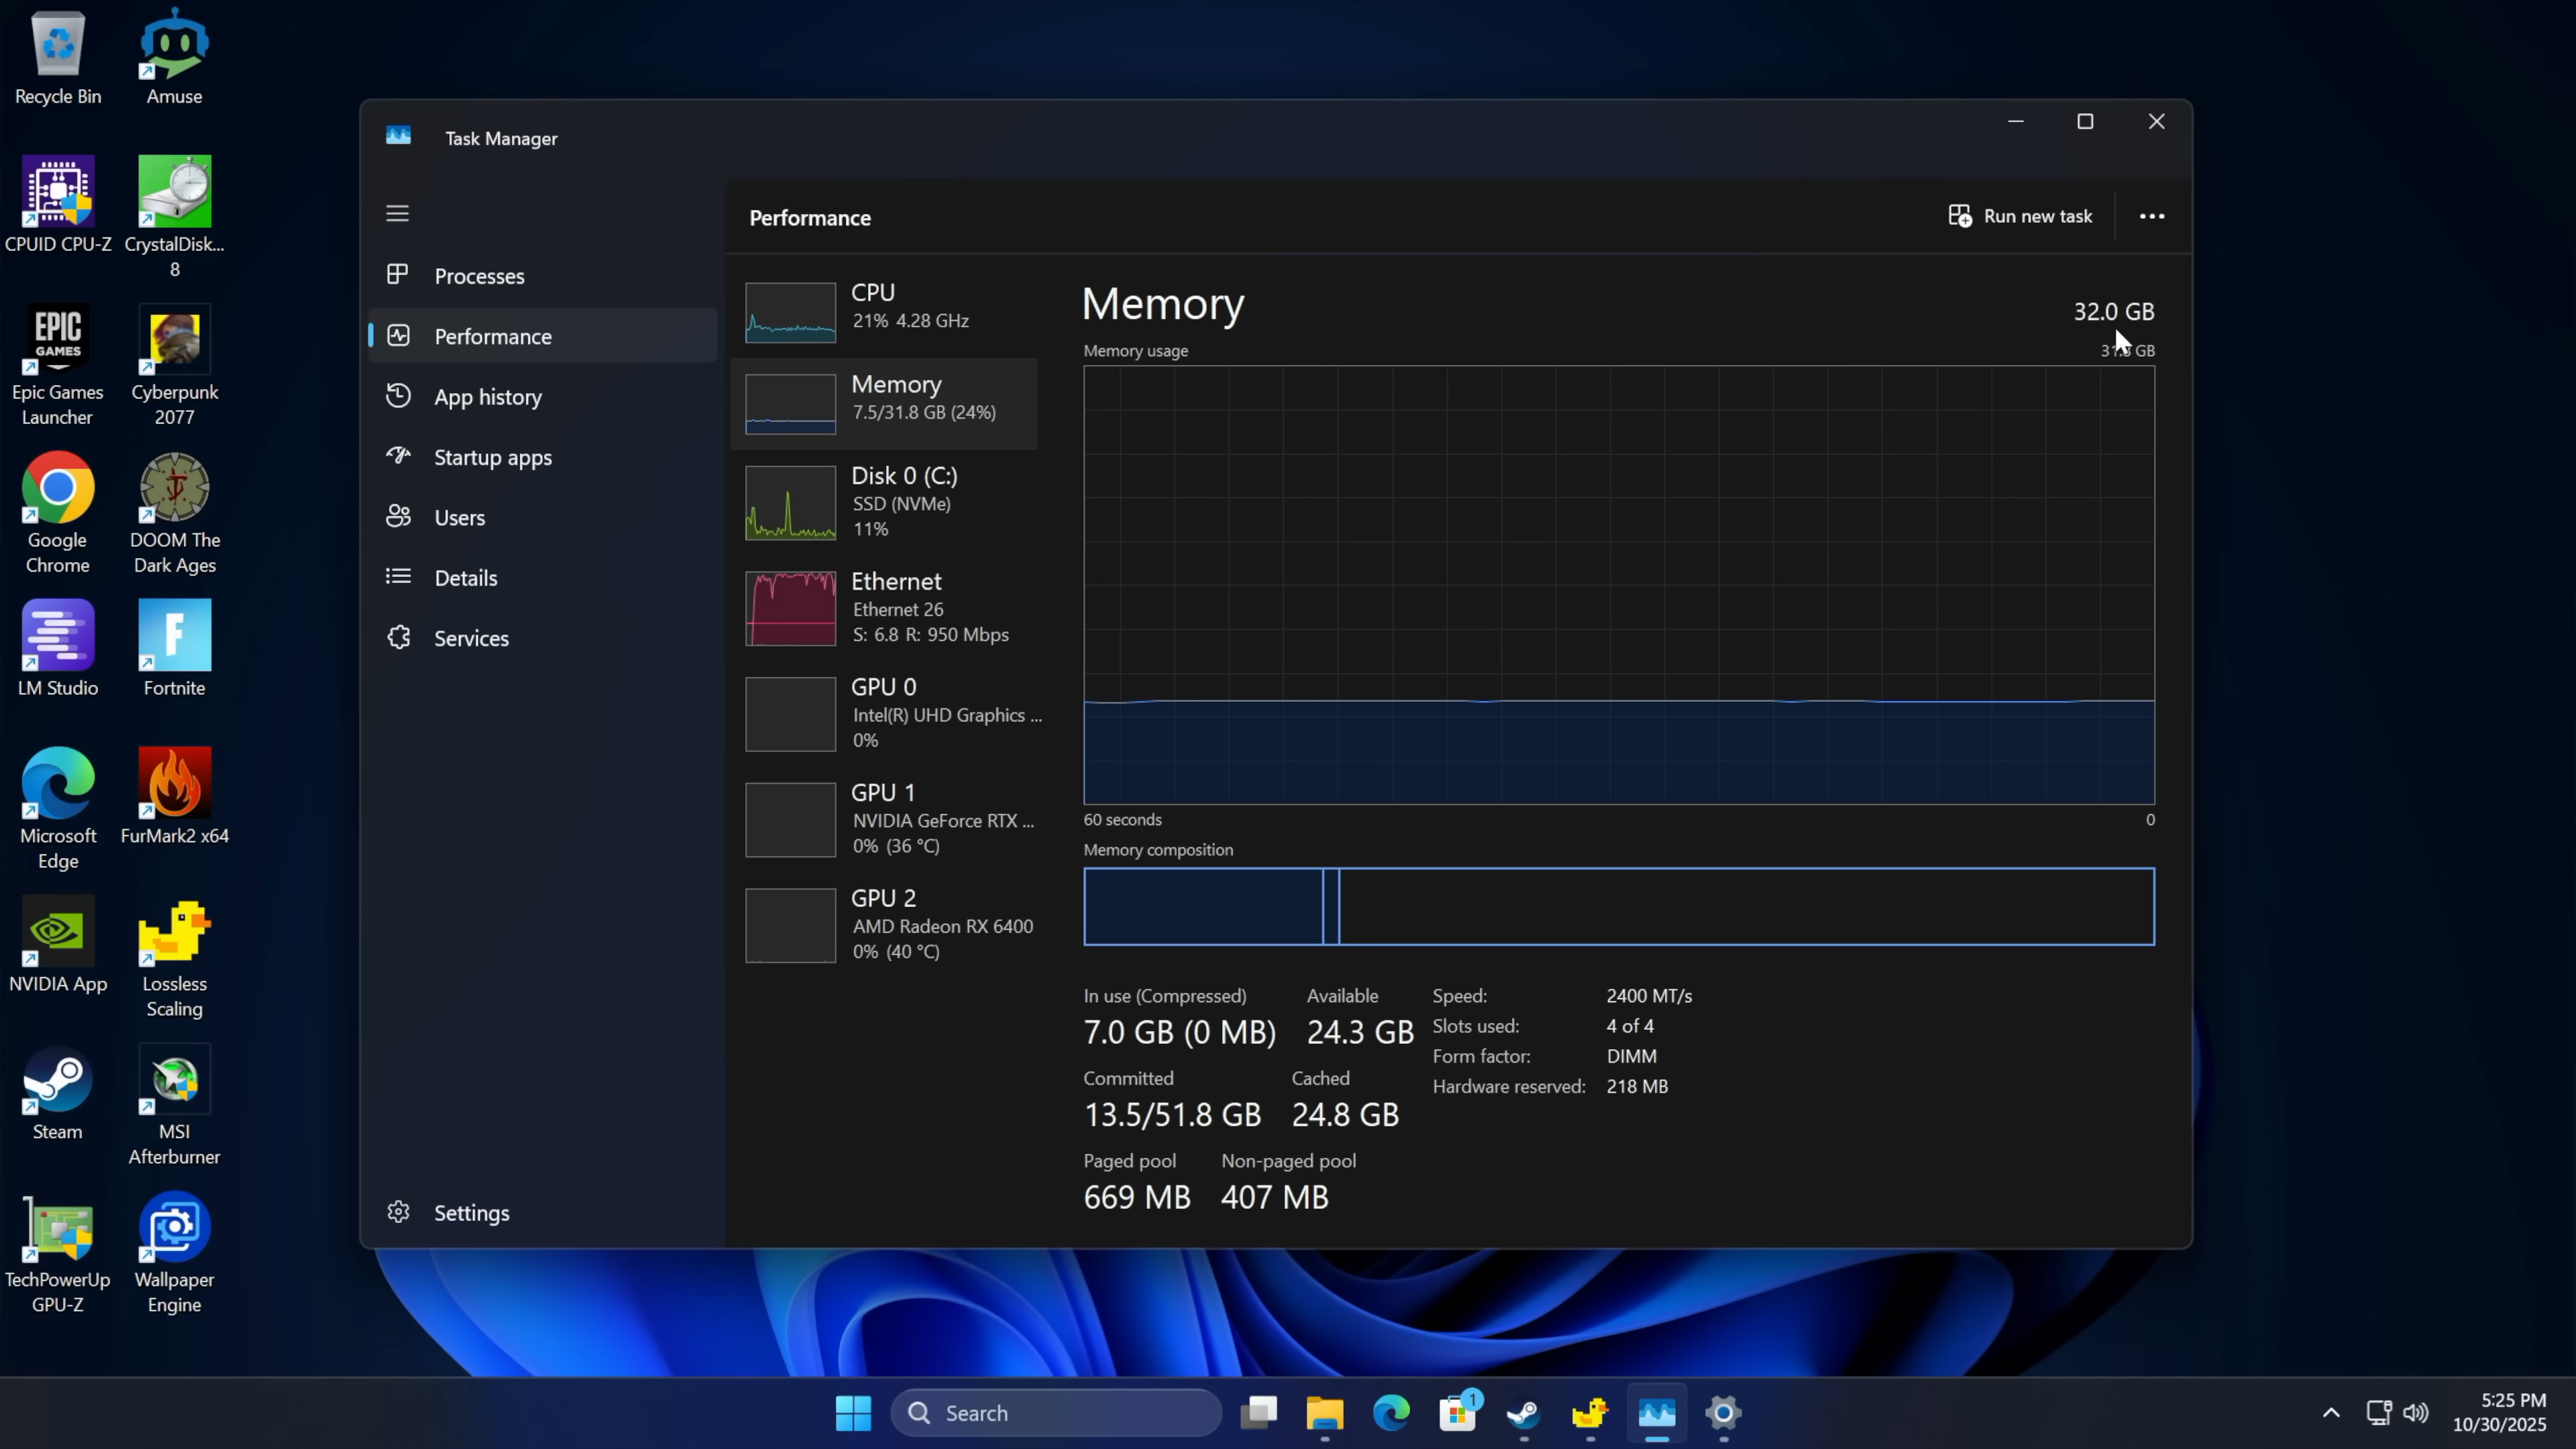 Recycle Bin
Amuse
CPUID CPU-Z
CrystalDisk...
8
EPIC
GAMES
Epic Games
Launcher
Cyberpunk
2077
Google
Chrome
DOOM The
Dark Ages
LM Studio
F
Fortnite
Microsoft
Edge
FurMark2 x64
NVIDIA App
Lossless
Scaling
Steam
MSI
Afterburner
TechPowerUp
GPU-Z
Wallpaper
Engine
Task Manager
Processes
Performance
App history
Startup apps
Users
Details
Services
Settings
Performance
Run new task
CPU
21% 4.28 GHz
Memory
7.5/31.8 GB (24%)
Disk 0 (C:)
SSD (NVMe)
11%
Ethernet
Ethernet 26
S: 6.8 R: 950 Mbps
GPU 0
Intel(R) UHD Graphics ...
0%
GPU 1
NVIDIA GeForce RTX ...
0% (36 °C)
GPU 2
AMD Radeon RX 6400
0% (40 °C)
Memory
32.0 GB
Memory usage
31.8 GB
60 seconds
0
Memory composition
In use (Compressed)
7.0 GB (0 MB)
Available
24.3 GB
Committed
13.5/51.8 GB
Cached
24.8 GB
Paged pool
669 MB
Non-paged pool
407 MB
Speed: 2400 MT/s
Slots used: 4 of 4
Form factor: DIMM
Hardware reserved: 218 MB
Search
1
5:25 PM
10/30/2025